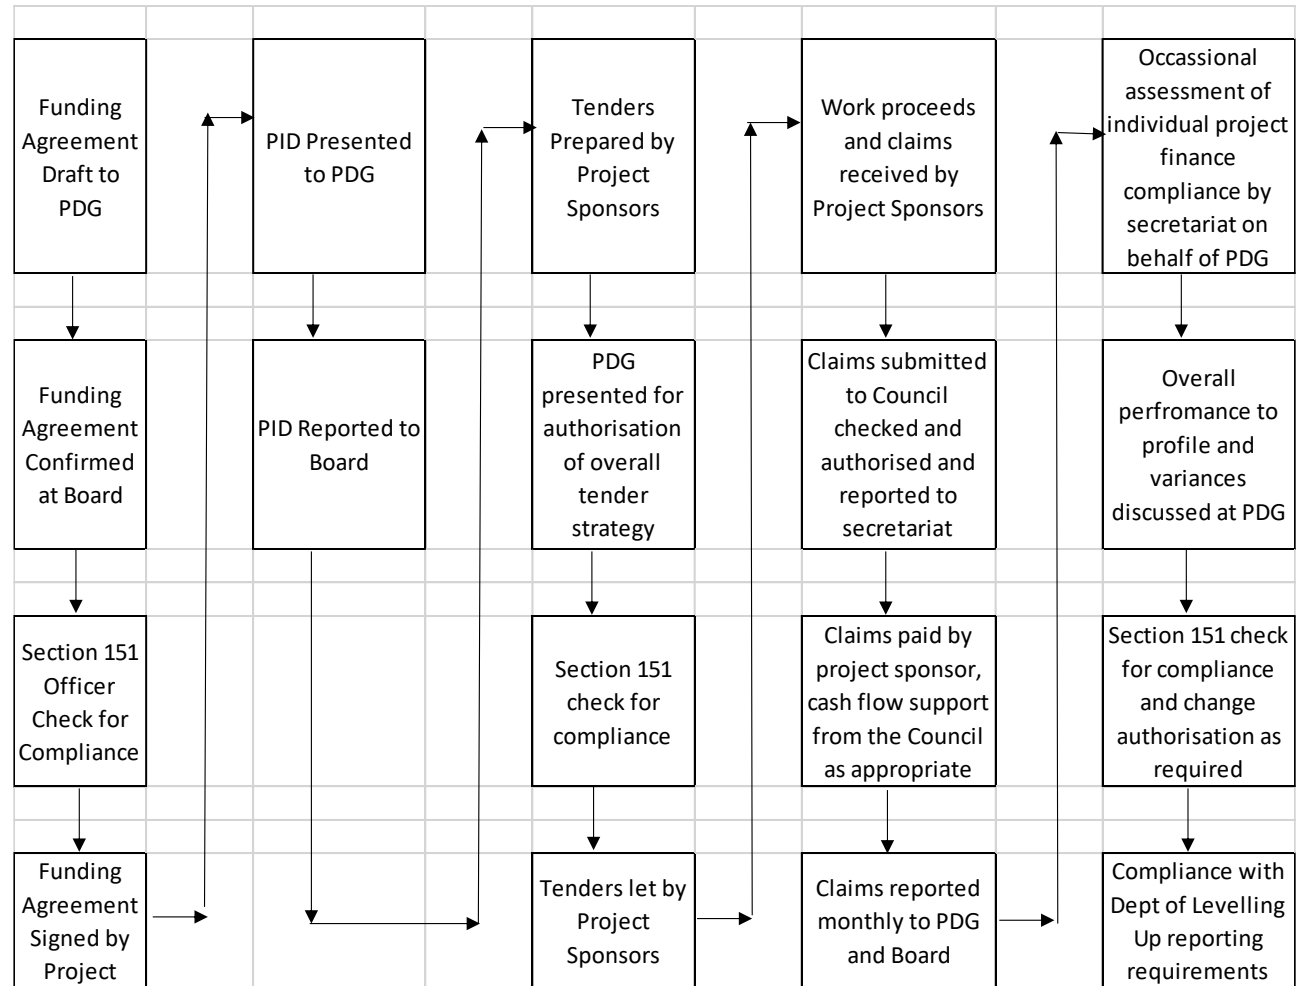 Funding
Agreement
Draft to
PDG
Funding
Agreement
Confirmed
at Board
Section 151
Officer
Check for
Compliance
Funding
Agreement
Signed by
Project
PID Presented
to PDG
PID Reported to
Board
Tenders
Prepared by
Project
Sponsors
PDG
presented for
authorisation
of overall
tender
strategy
Section 151
check for
compliance
Tenders let by
Project
Sponsors
Work proceeds
and claims
received by
Project Sponsors
Claims submitted
to Council
checked and
authorised and
reported to
secretariat
Claims paid by
project sponsor,
cash flow support
from the Council
as appropriate
Claims reported
monthly to PDG
and Board
Occassional
assessment of
individual project
finance
compliance by
secretariat on
behalf of PDG
Overall
perfromance to
profile and
variances
discussed at PDG
Section 151 check
for compliance
and change
authorisation as
required
Compliance with
Dept of Levelling
Up reporting
requirements